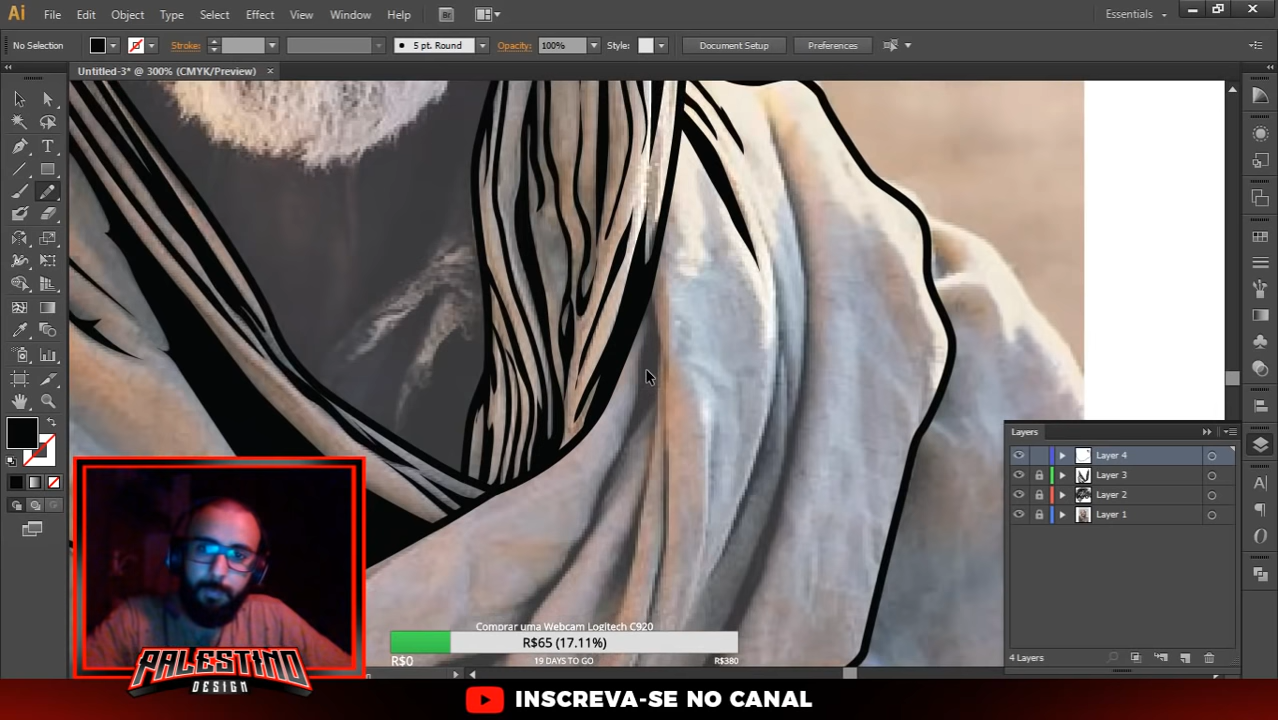 Ai File Edit Object Type Select Effect View Window Help Br Essentials
No Selection Stroke: 5 pt. Round Opacity: 100% Style: Document Setup Preferences
Untitled-3* @ 300% (CMYK/Preview)
Layers
Layer 4
Layer 3
Layer 2
Layer 1
4 Layers
Comprar uma Webcam Logitech C920
R$65 (17.11%)
R$0 19 DAYS TO GO R$380
PALESTINO
DESIGN
INSCREVA-SE NO CANAL